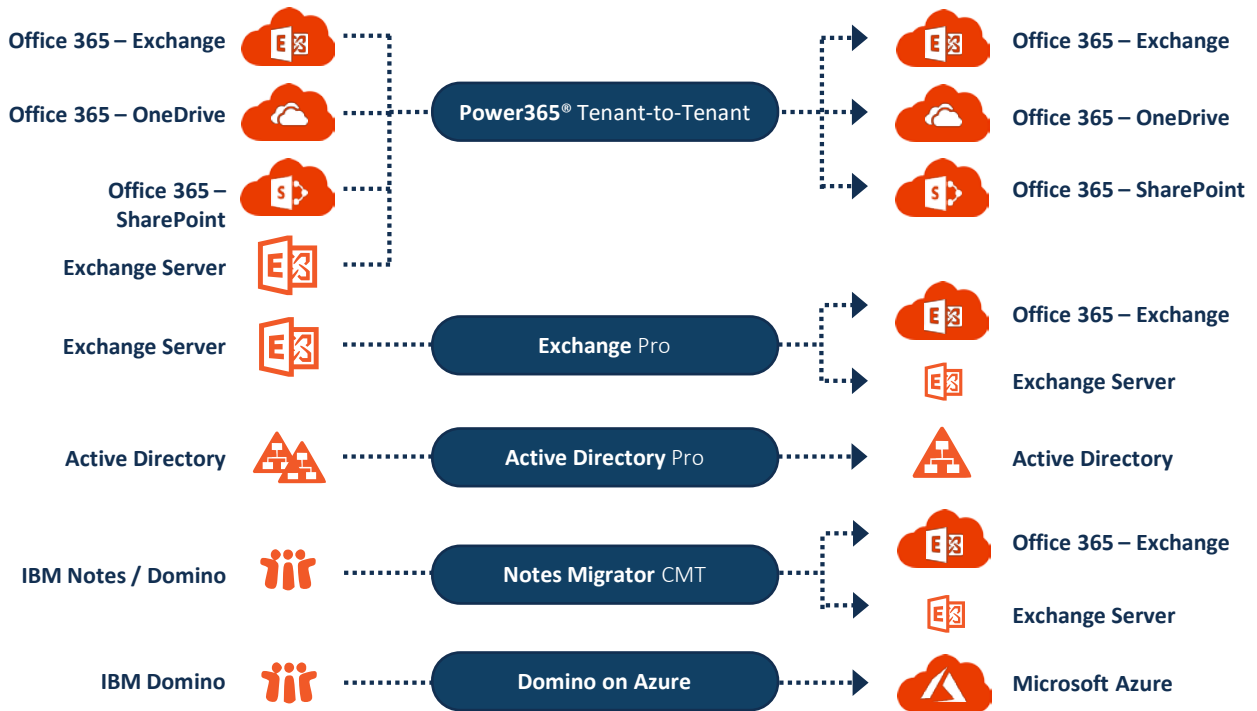 Office 365 – Exchange
Office 365 – OneDrive
Office 365 –
SharePoint
Exchange Server
Power365® Tenant-to-Tenant
Office 365 – Exchange
Office 365 – OneDrive
Office 365 – SharePoint
Exchange Server
Exchange Pro
Office 365 – Exchange
Exchange Server
Active Directory
Active Directory Pro
Active Directory
IBM Notes / Domino
Notes Migrator CMT
Office 365 – Exchange
Exchange Server
IBM Domino
Domino on Azure
Microsoft Azure